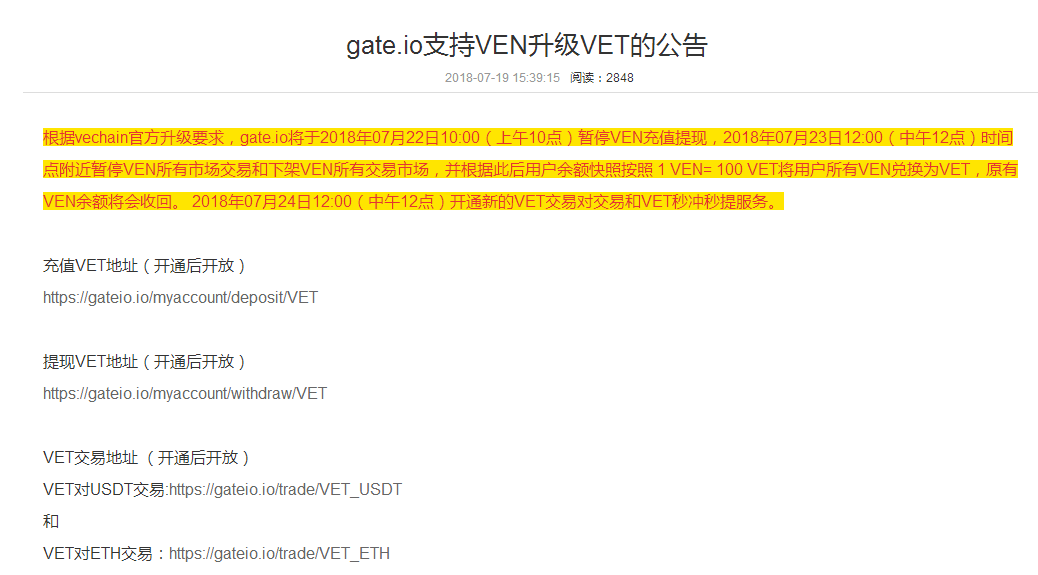 gate.io支持VEN升级VET的公告
2018-07-19 15:39:15 阅读：2848
根据vechain官方升级要求，gate.io将于2018年07月22日10:00（上午10点）暂停VEN充值提现，2018年07月23日12:00（中午12点）时间
点附近暂停VEN所有市场交易和下架VEN所有交易市场，并根据此后用户余额快照按照 1 VEN= 100 VET将用户所有VEN兑换为VET，原有
VEN余额将会收回。 2018年07月24日12:00（中午12点）开通新的VET交易对交易和VET秒冲秒提服务。
充值VET地址（开通后开放）
https://gateio.io/myaccount/deposit/VET
提现VET地址（开通后开放）
https://gateio.io/myaccount/withdraw/VET
VET交易地址 （开通后开放）
VET对USDT交易:https://gateio.io/trade/VET_USDT
和
VET对ETH交易：https://gateio.io/trade/VET_ETH